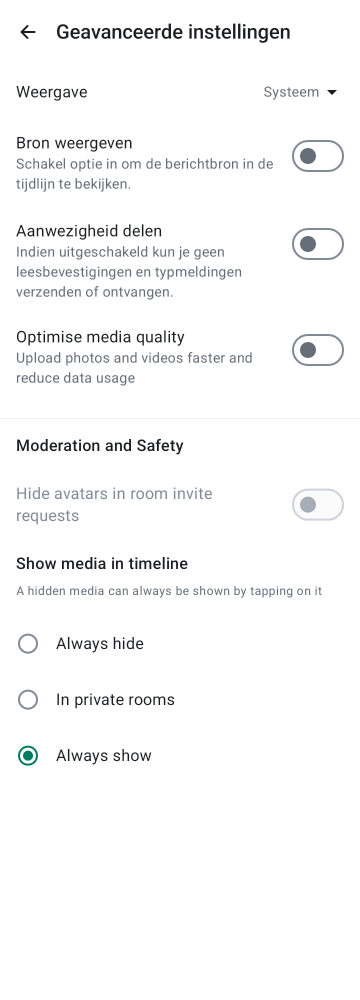 Geavanceerde instellingen
Weergave
Systeem
Bron weergeven
Schakel optie in om de berichtbron in de
tijdlijn te bekijken.
Aanwezigheid delen
Indien uitgeschakeld kun je geen
leesbevestigingen en typmeldingen
verzenden of ontvangen.
Optimise media quality
Upload photos and videos faster and
reduce data usage
Moderation and Safety
Hide avatars in room invite
requests
Show media in timeline
A hidden media can always be shown by tapping on it
Always hide
In private rooms
Always show